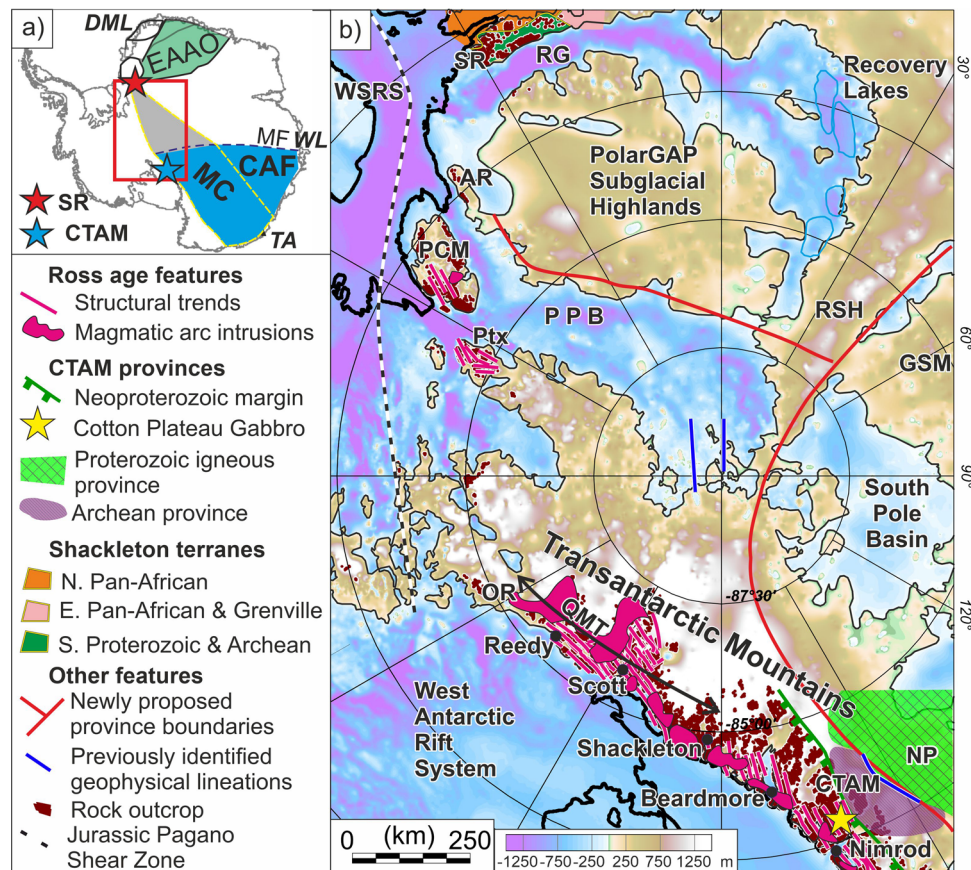 a)
DML
EAAO
MF WL
CAF
MC
TA
SR
CTAM
Ross age features
Structural trends
Magmatic arc intrusions
CTAM provinces
Neoproterozoic margin
Cotton Plateau Gabbro
Proterozoic igneous
province
Archean province
Shackleton terranes
N. Pan-African
E. Pan-African & Grenville
S. Proterozoic & Archean
Other features
Newly proposed
province boundaries
Previously identified
geophysical lineations
Rock outcrop
Jurassic Pagano
Shear Zone
b)
SR
RG
WSRS
Recovery
Lakes
30°
PolarGAP
Subglacial
Highlands
AR
PCM
PPB
RSH
Ptx
GSM
60°
90°
South
Pole
Basin
Transantarctic Mountains
-87°30'
120°
OR
QMT
Reedy
Scott
-85°00'
West
Antarctic
Rift
System
Shackleton
NP
CTAM
Beardmore
Nimrod
0 (km) 250
-1250 -750 -250 250 750 1250 m